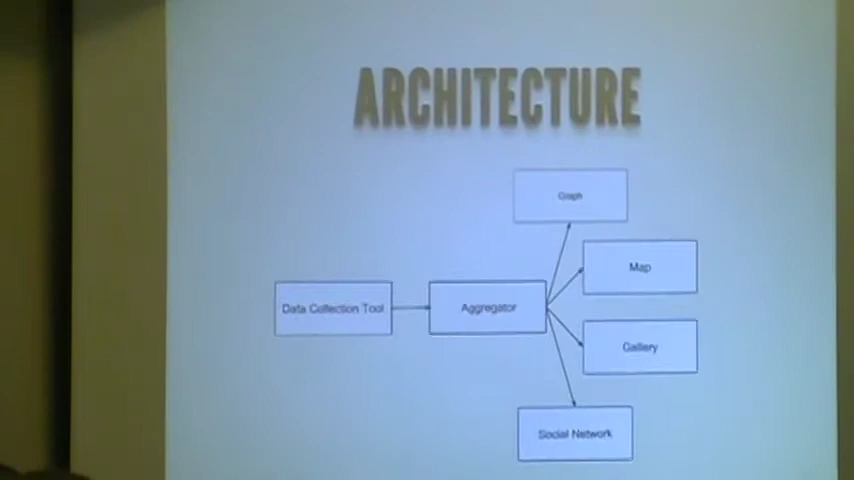 ARCHITECTURE
Graph
Map
Data Collection Tool
Aggregator
Gallery
Social Network